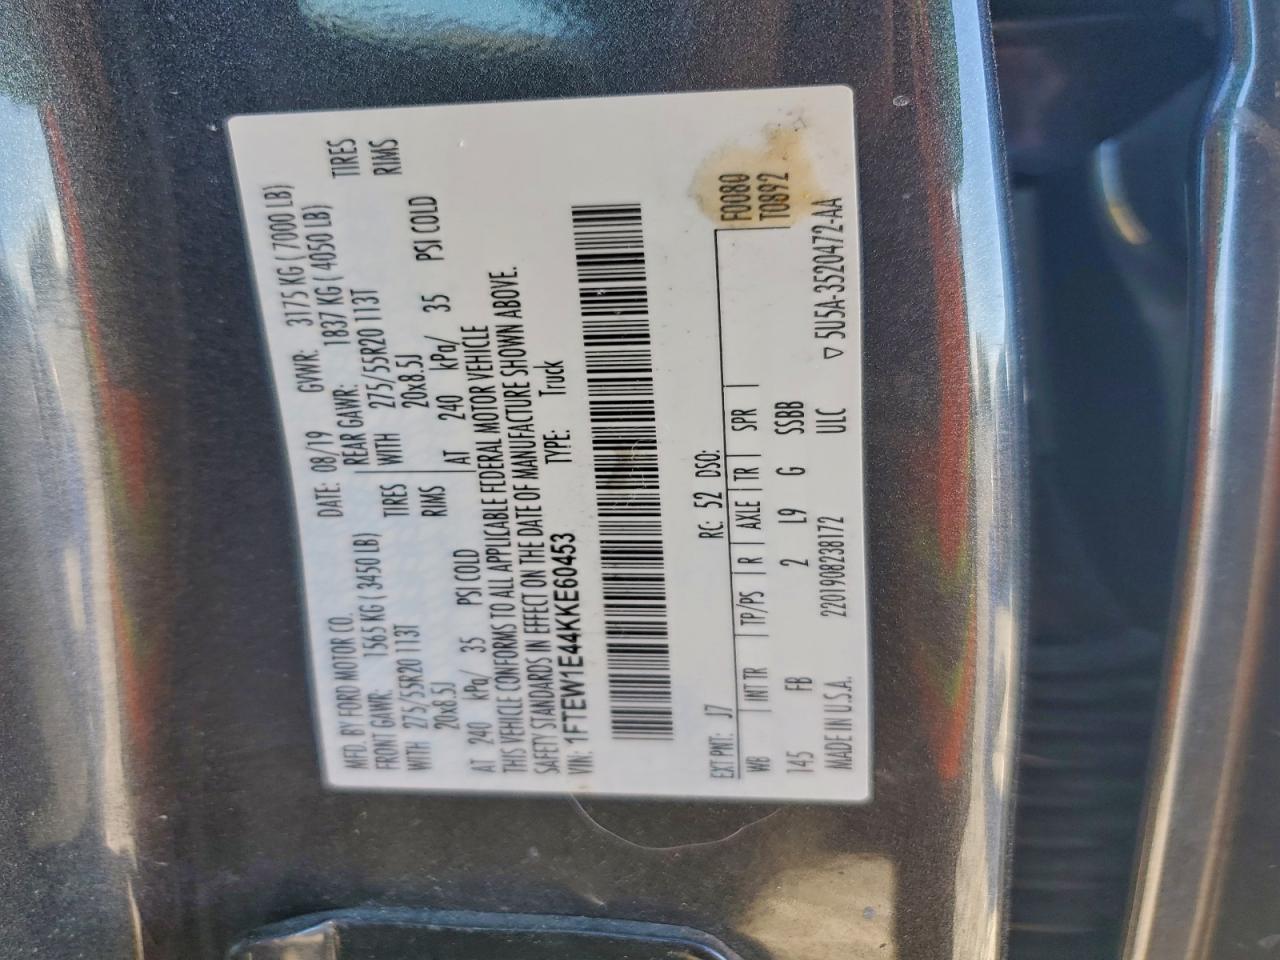 MFD. BY FORD MOTOR CO. DATE: 08/19 GVWR: 3175 KG ( 7000 LB)
FRONT GAWR: 1565 KG ( 3450 LB) REAR GAWR: 1837 KG ( 4050 LB)
WITH 275/55R20 113T TIRES WITH 275/55R20 113T TIRES
20x8.5J RIMS 20x8.5J RIMS
AT 240 kPa/ 35 PSI COLD AT 240 kPa/ 35 PSI COLD
THIS VEHICLE CONFORMS TO ALL APPLICABLE FEDERAL MOTOR VEHICLE
SAFETY STANDARDS IN EFFECT ON THE DATE OF MANUFACTURE SHOWN ABOVE.
VIN: 1FTEW1E44KKE60453 TYPE: Truck
EXT PNT: J7 RC: 52 DSO: F0080
T0892
WB INT TR TP/PS R AXLE TR SPR
145 FB 2 L9 G SSBB
MADE IN U.S.A. 2201908238172 ULC ▽ 5U5A-3520472-AA